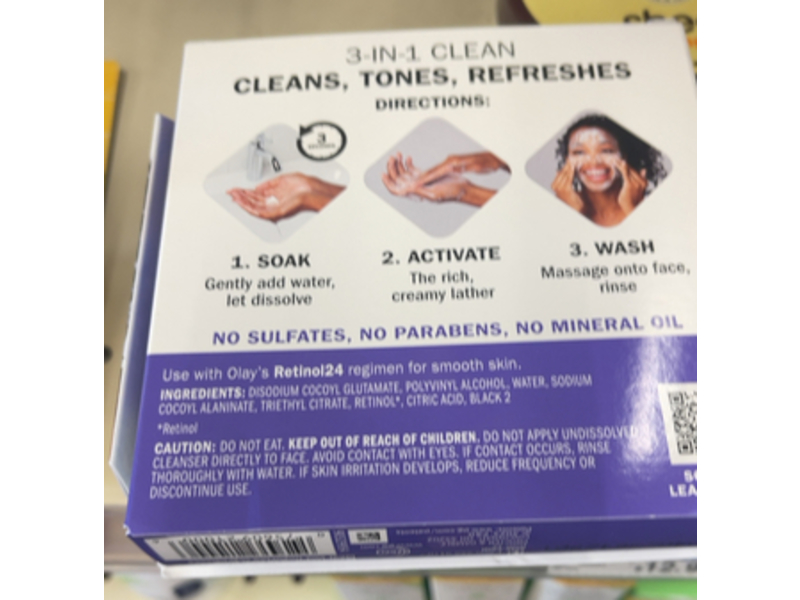 3-IN-1 CLEAN
CLEANS, TONES, REFRESHES
DIRECTIONS:
3
1. SOAK
Gently add water,
let dissolve
2. ACTIVATE
The rich,
creamy lather
3. WASH
Massage onto face,
rinse
NO SULFATES, NO PARABENS, NO MINERAL OIL
Use with Olay's Retinol24 regimen for smooth skin.
INGREDIENTS: DISODIUM COCOYL GLUTAMATE, POLYVINYL ALCOHOL, WATER, SODIUM
COCOYL ALANINATE, TRIETHYL CITRATE, RETINOL*, CITRIC ACID, BLACK 2
*Retinol
CAUTION: DO NOT EAT. KEEP OUT OF REACH OF CHILDREN. DO NOT APPLY UNDISSOLVED
CLEANSER DIRECTLY TO FACE. AVOID CONTACT WITH EYES. IF CONTACT OCCURS, RINSE
THOROUGHLY WITH WATER. IF SKIN IRRITATION DEVELOPS, REDUCE FREQUENCY OR
DISCONTINUE USE.
LEA